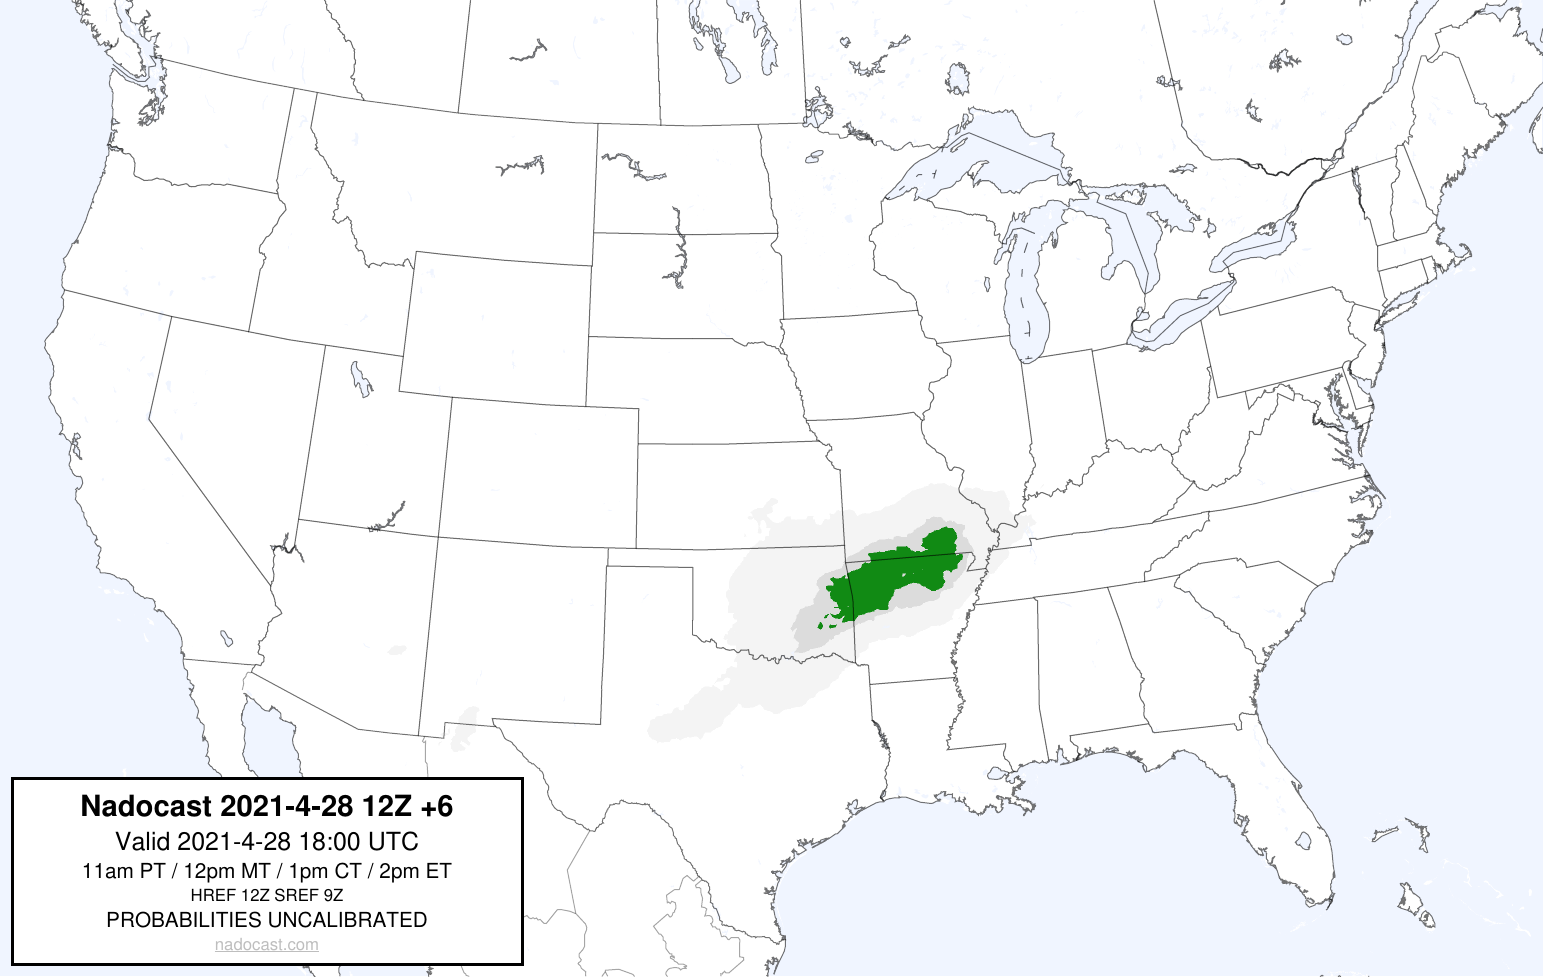 Nadocast 2021-4-28 12Z +6
Valid 2021-4-28 18:00 UTC
11am PT / 12pm MT / 1pm CT / 2pm ET
HREF 12Z SREF 9Z
PROBABILITIES UNCALIBRATED
nadocast.com